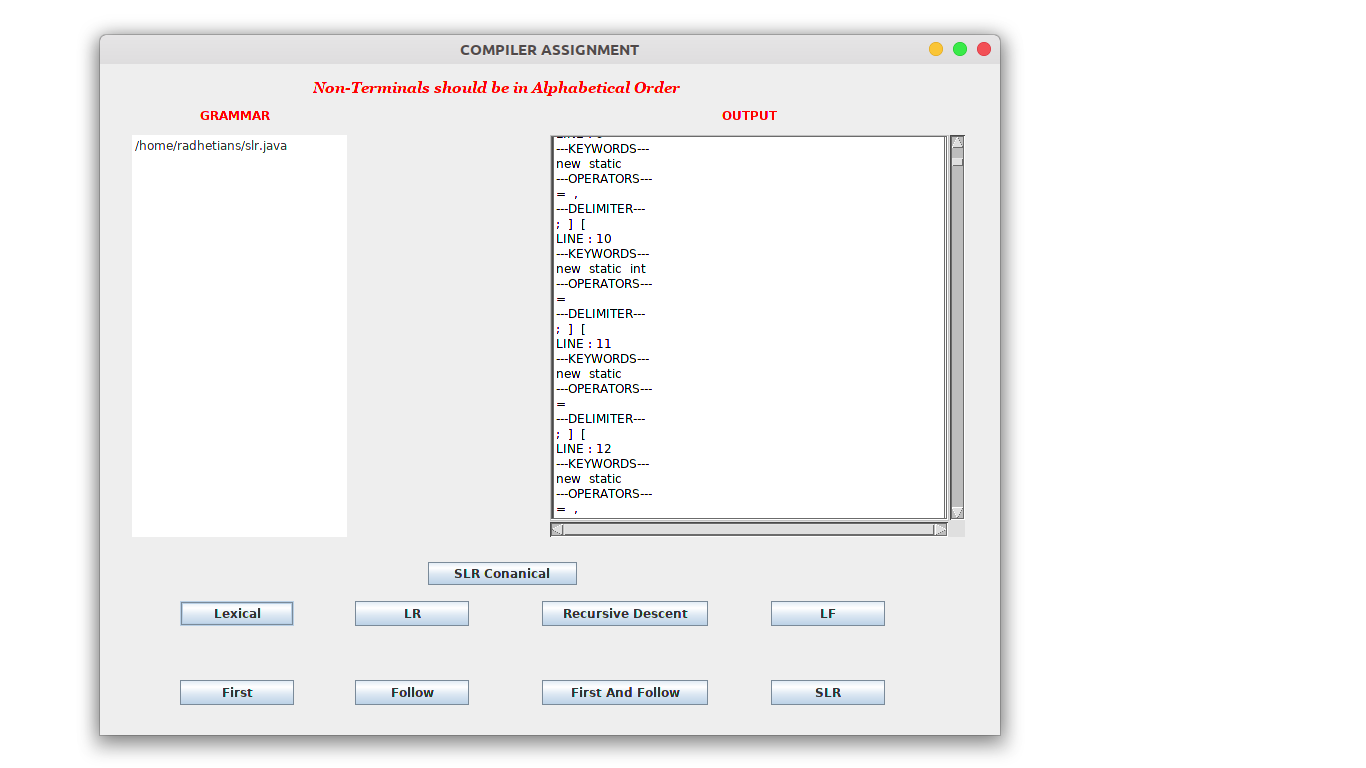 COMPILER ASSIGNMENT
Non-Terminals should be in Alphabetical Order
GRAMMAR
OUTPUT
/home/radhetians/slr.java
---KEYWORDS---
new static
---OPERATORS---
= ,
---DELIMITER---
; ] [
LINE : 10
---KEYWORDS---
new static int
---OPERATORS---
=
---DELIMITER---
; ] [
LINE : 11
---KEYWORDS---
new static
---OPERATORS---
=
---DELIMITER---
; ] [
LINE : 12
---KEYWORDS---
new static
---OPERATORS---
= ,
SLR Conanical
Lexical
LR
Recursive Descent
LF
First
Follow
First And Follow
SLR